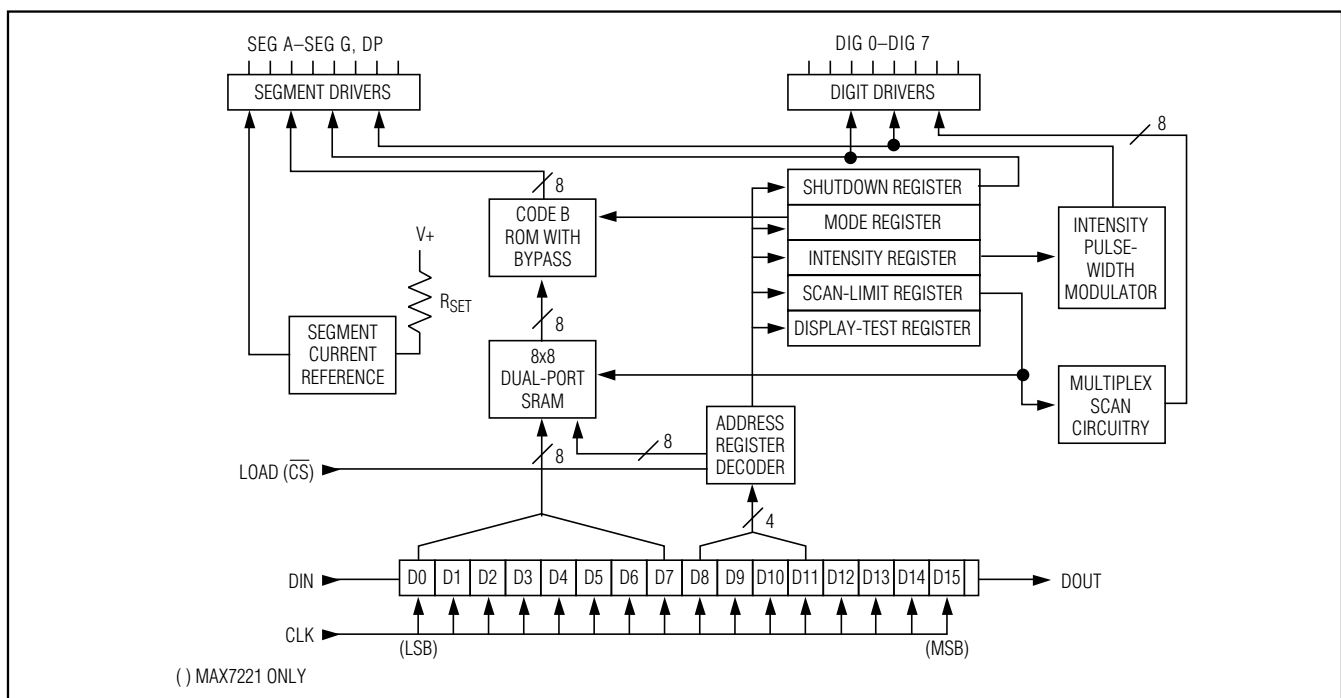 SEG A–SEG G, DP
DIG 0–DIG 7
SEGMENT DRIVERS
DIGIT DRIVERS
8
8
SHUTDOWN REGISTER
MODE REGISTER
INTENSITY REGISTER
SCAN-LIMIT REGISTER
DISPLAY-TEST REGISTER
CODE B
ROM WITH
BYPASS
INTENSITY
PULSE-
WIDTH
MODULATOR
V+
RSET
8
SEGMENT
CURRENT
REFERENCE
8x8
DUAL-PORT
SRAM
MULTIPLEX
SCAN
CIRCUITRY
ADDRESS
REGISTER
DECODER
8
8
LOAD (C̅S̅)
4
DIN
D0 D1 D2 D3 D4 D5 D6 D7 D8 D9 D10 D11 D12 D13 D14 D15
DOUT
CLK
(LSB)
(MSB)
( ) MAX7221 ONLY